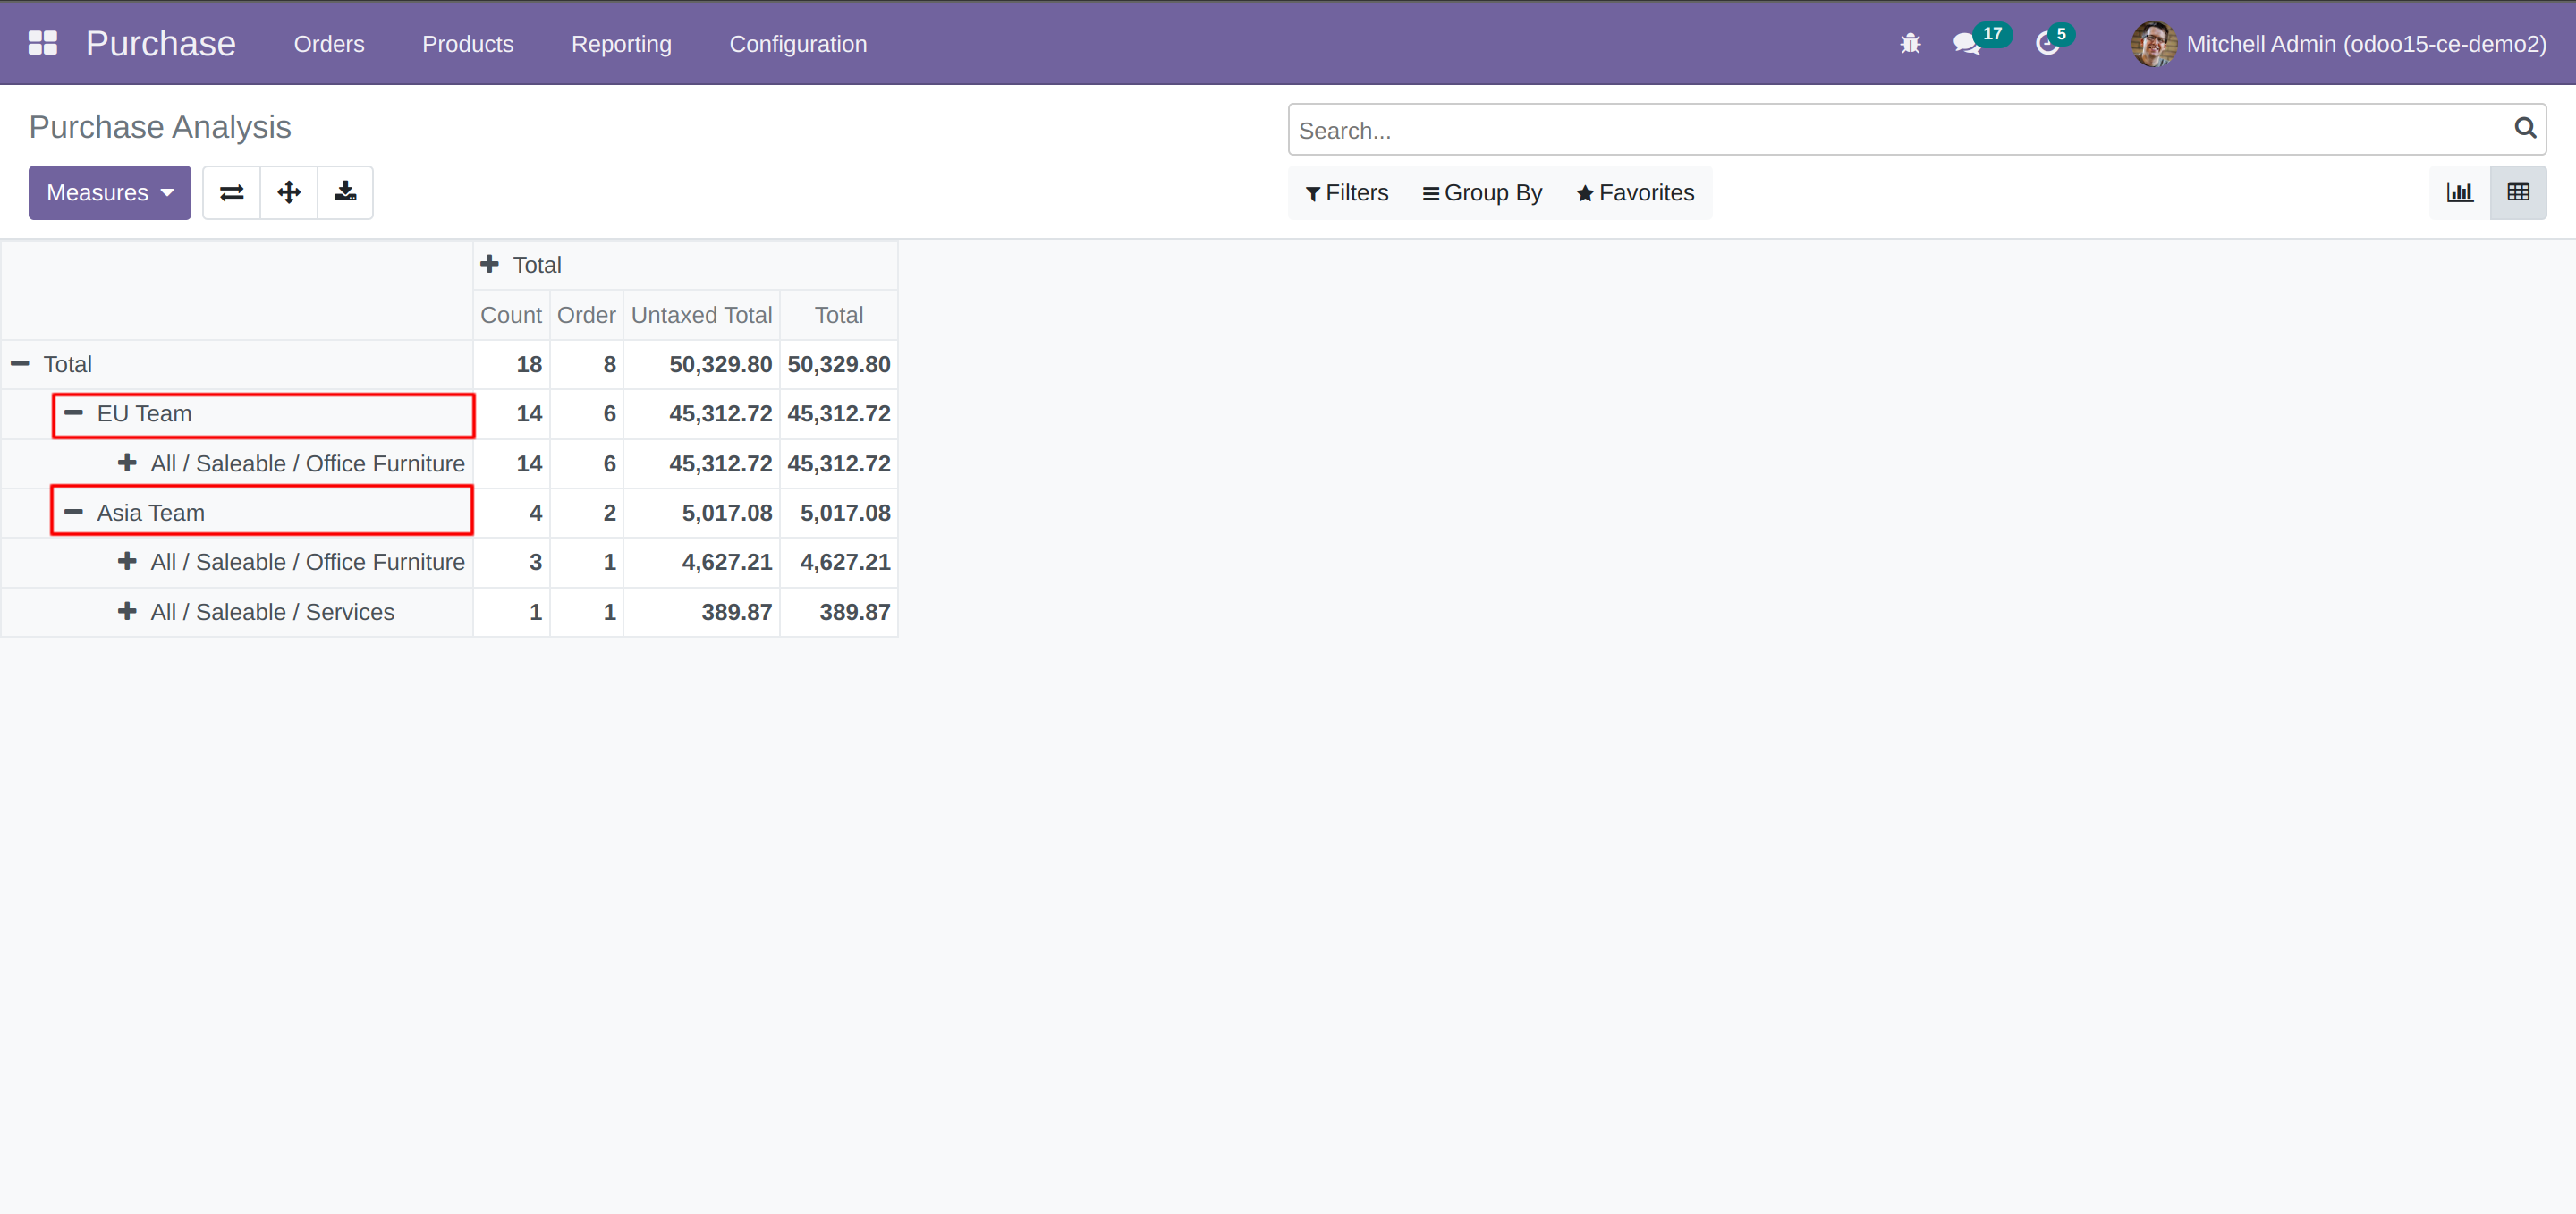 Purchase Orders Products Reporting Configuration 17 5 Mitchell Admin (odoo15-ce-demo2)
Purchase Analysis
Search...
Measures Filters Group By Favorites
Total
Count Order Untaxed Total Total
Total 18 8 50,329.80 50,329.80
EU Team 14 6 45,312.72 45,312.72
All / Saleable / Office Furniture 14 6 45,312.72 45,312.72
Asia Team 4 2 5,017.08 5,017.08
All / Saleable / Office Furniture 3 1 4,627.21 4,627.21
All / Saleable / Services 1 1 389.87 389.87